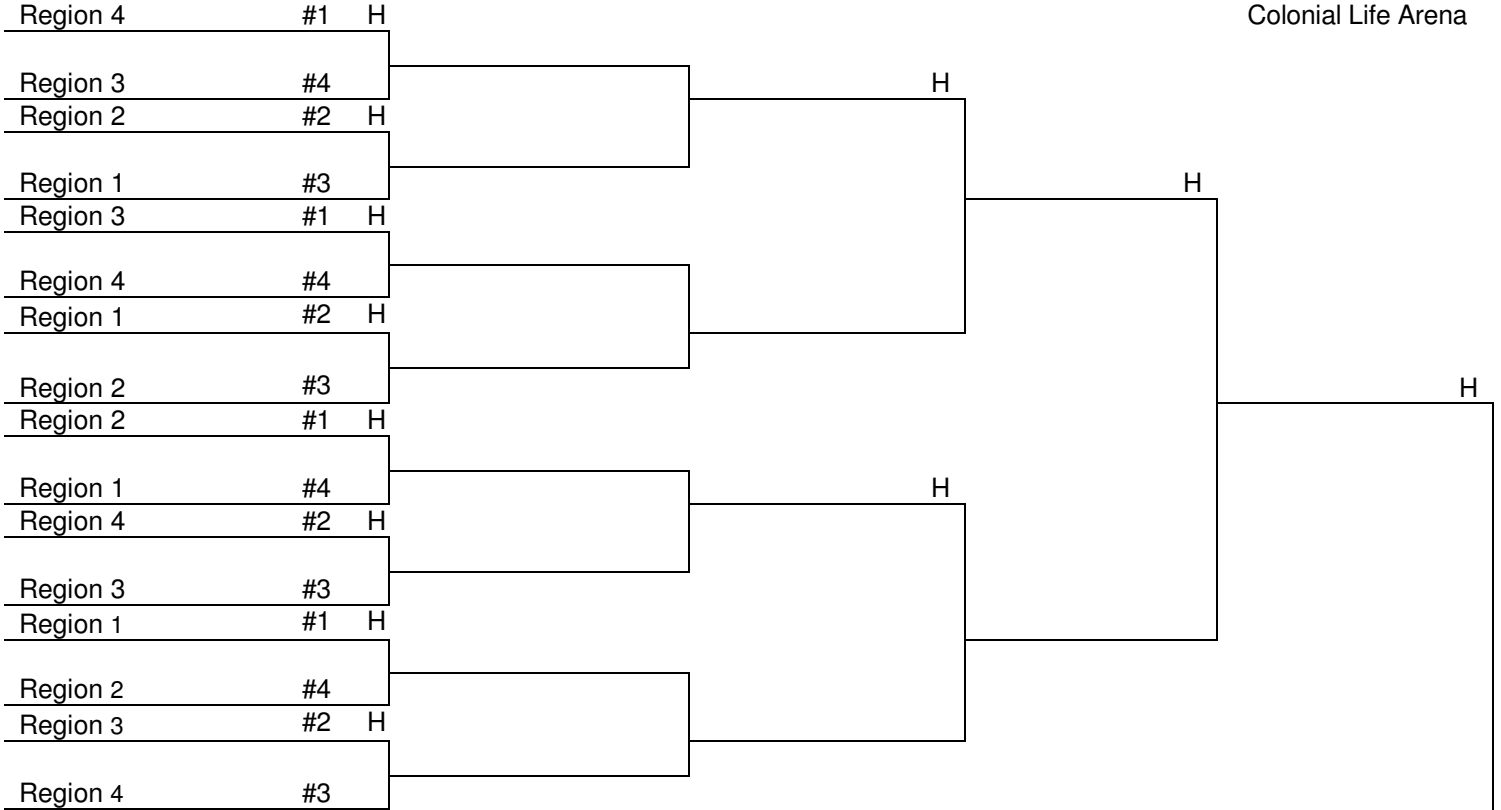 Region 4 #1 H Colonial Life Arena
Region 3 #4 H
Region 2 #2 H
Region 1 #3 H
Region 3 #1 H
Region 4 #4
Region 1 #2 H
Region 2 #3 H
Region 2 #1 H
Region 1 #4 H
Region 4 #2 H
Region 3 #3
Region 1 #1 H
Region 2 #4
Region 3 #2 H
Region 4 #3